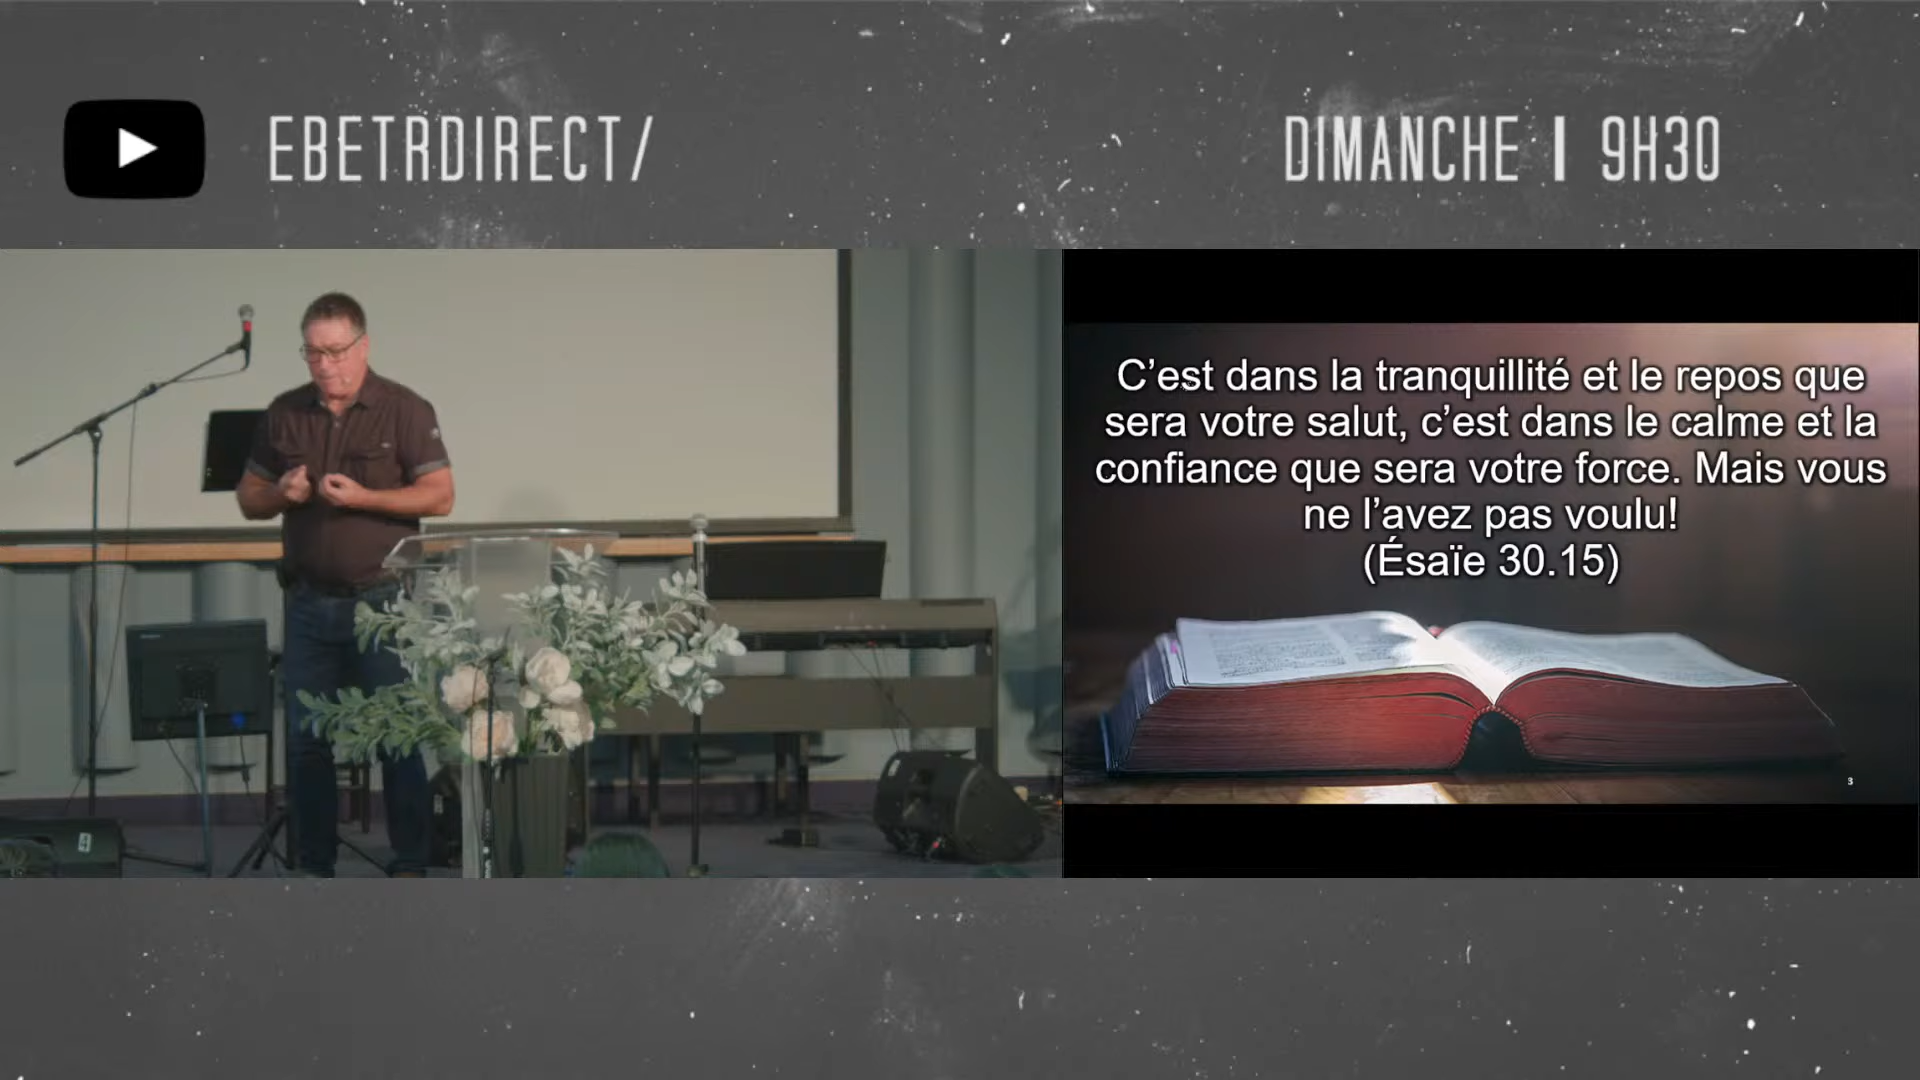 EBETRDIRECT/
DIMANCHE | 9H30
C’est dans la tranquillité et le repos que
sera votre salut, c’est dans le calme et la
confiance que sera votre force. Mais vous
ne l’avez pas voulu!
(Ésaïe 30.15)
3